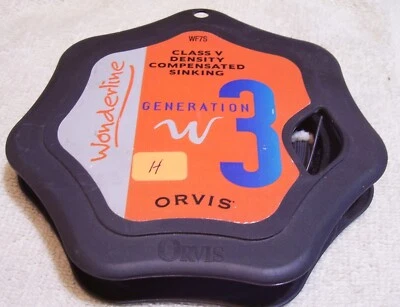 WF7S
CLASS V
DENSITY
COMPENSATED
SINKING
Wonderline
GENERATION
W
3
H
ORVIS
ORVIS